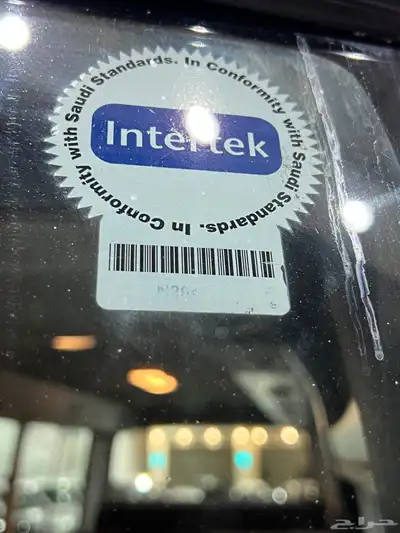 In Conformity with Saudi Standards. In Conformity with Saudi Standards.
Intertek
حراج